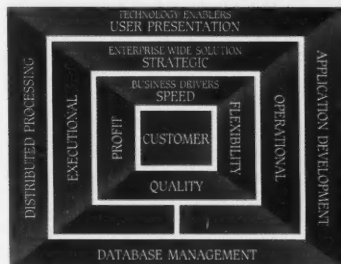 TECHNOLOGY ENABLERS
USER PRESENTATION
ENTERPRISE WIDE SOLUTION
STRATEGIC
BUSINESS DRIVERS
SPEED
DISTRIBUTED PROCESSING
EXECUTIONAL
PROFIT
CUSTOMER
FLEXIBILITY
OPERATIONAL
APPLICATION DEVELOPMENT
QUALITY
DATABASE MANAGEMENT